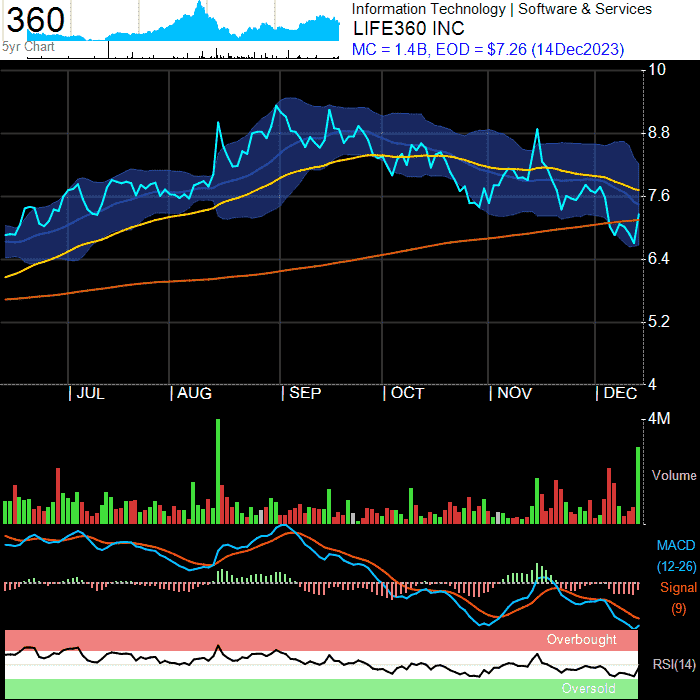 360
5yr Chart
Information Technology | Software & Services
LIFE360 INC
MC = 1.4B, EOD = $7.26 (14Dec2023)
10
8.8
7.6
6.4
5.2
4
| JUL | AUG | SEP | OCT | NOV | DEC
4M
Volume
MACD
(12-26)
Signal
(9)
Overbought
RSI(14)
Oversold